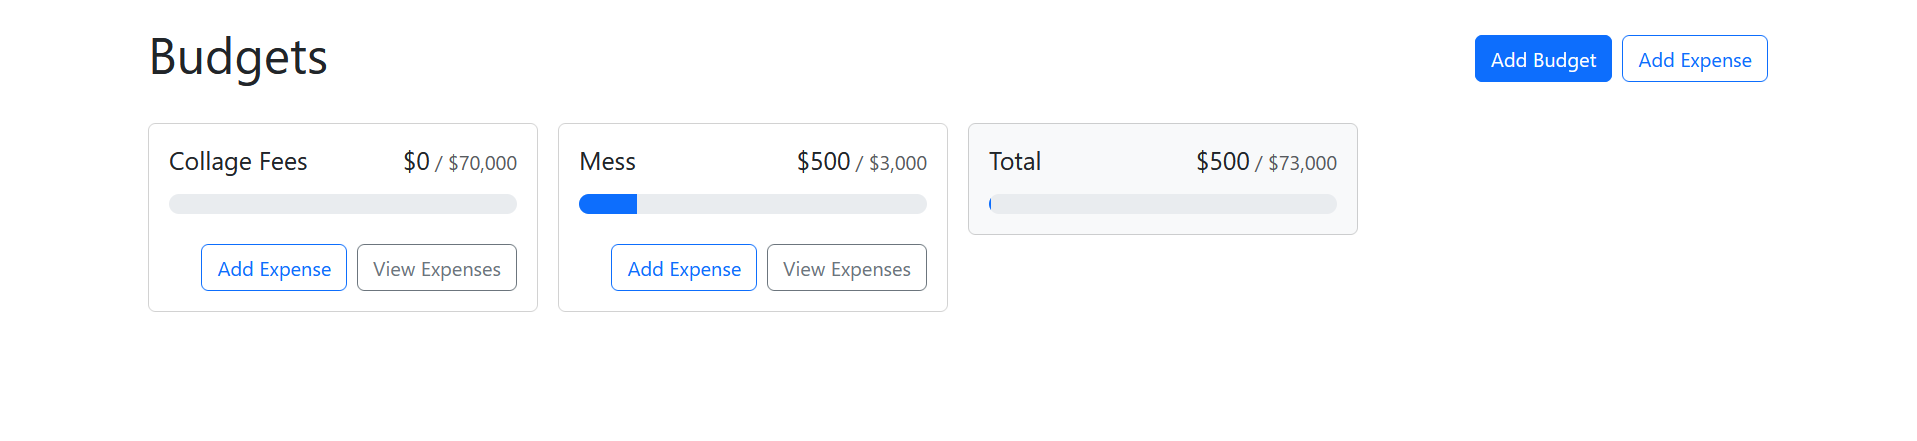 Budgets
Add Budget
Add Expense
Collage Fees
$0 / $70,000
Add Expense
View Expenses
Mess
$500 / $3,000
Add Expense
View Expenses
Total
$500 / $73,000